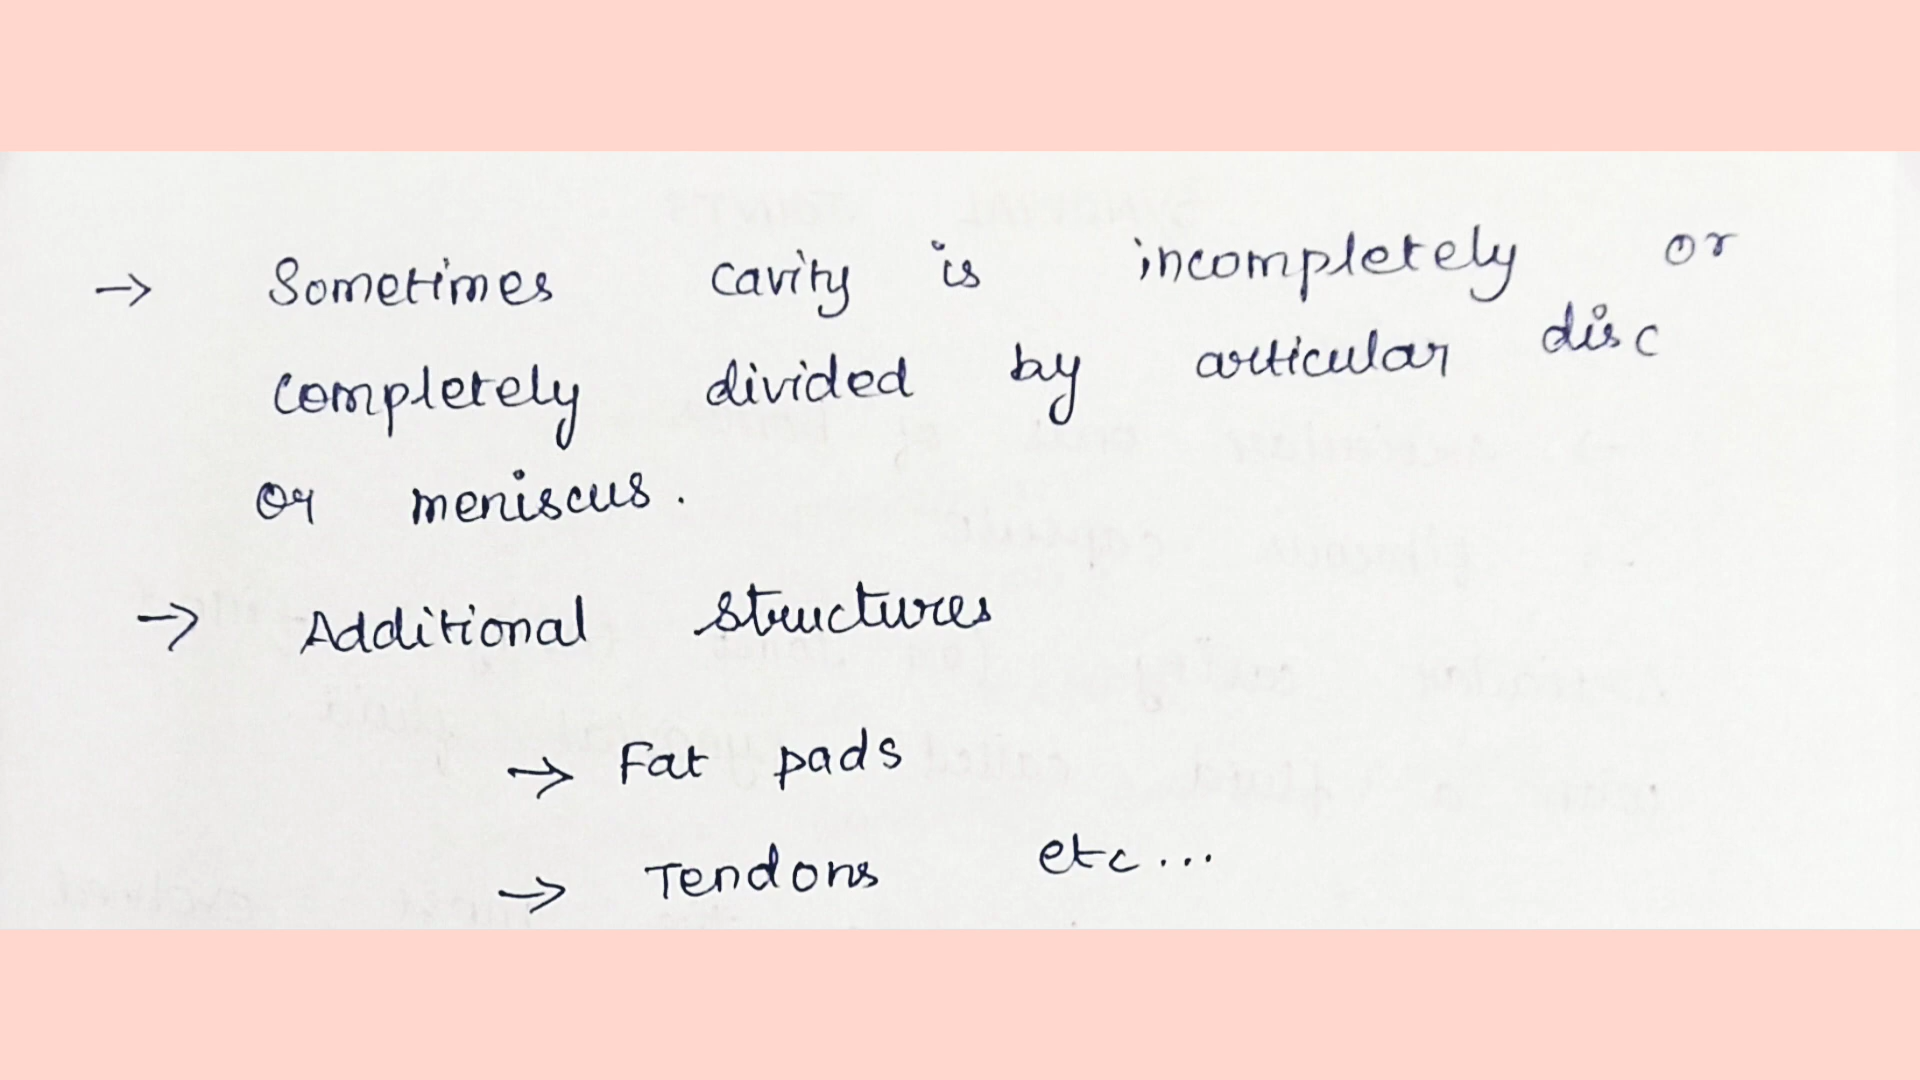 → Sometimes cavity is incompletely or
completely divided by articular disc
or meniscus.
→ Additional structures
→ Fat pads
→ Tendons etc...